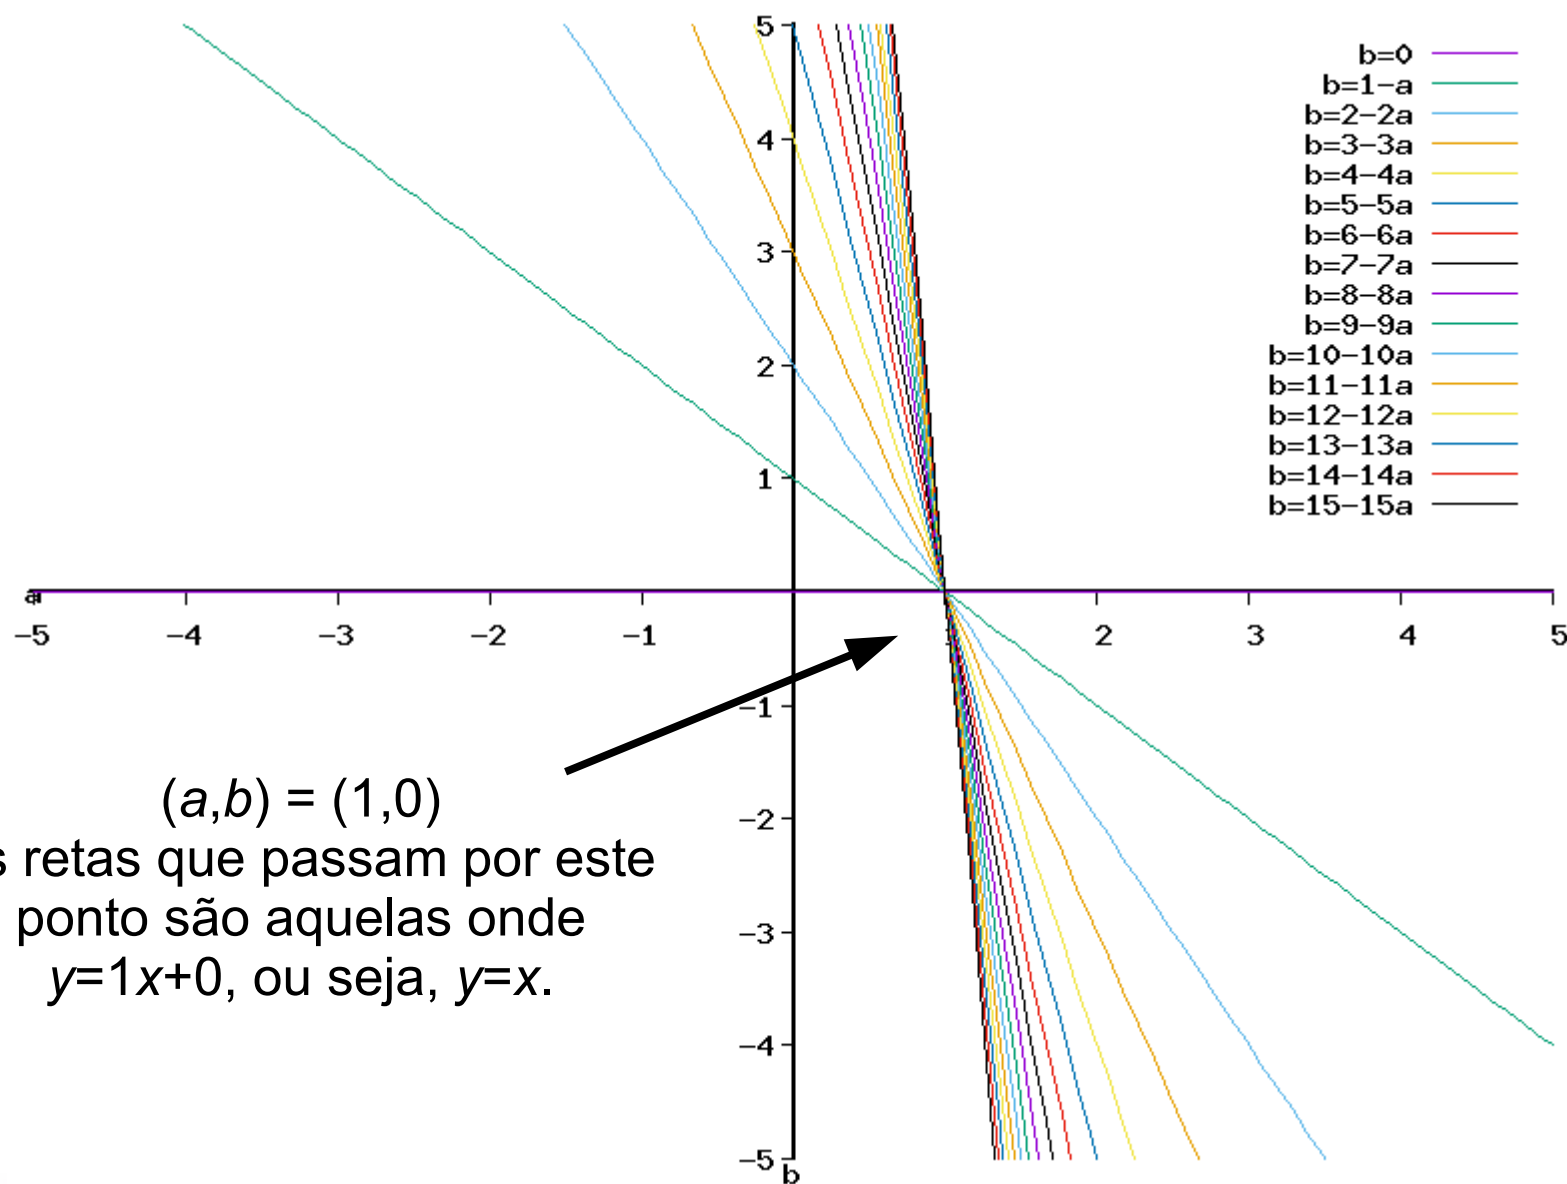 5
4
3
2
1
b=0
b=1-a
b=2-2a
b=3-3a
b=4-4a
b=5-5a
b=6-6a
b=7-7a
b=8-8a
b=9-9a
b=10-10a
b=11-11a
b=12-12a
b=13-13a
b=14-14a
b=15-15a
a
-5 -4 -3 -2 -1 2 3 4 5
-1
-2
-3
-4
-5
b
(a,b) = (1,0)
retas que passam por este
ponto são aquelas onde
y=1x+0, ou seja, y=x.